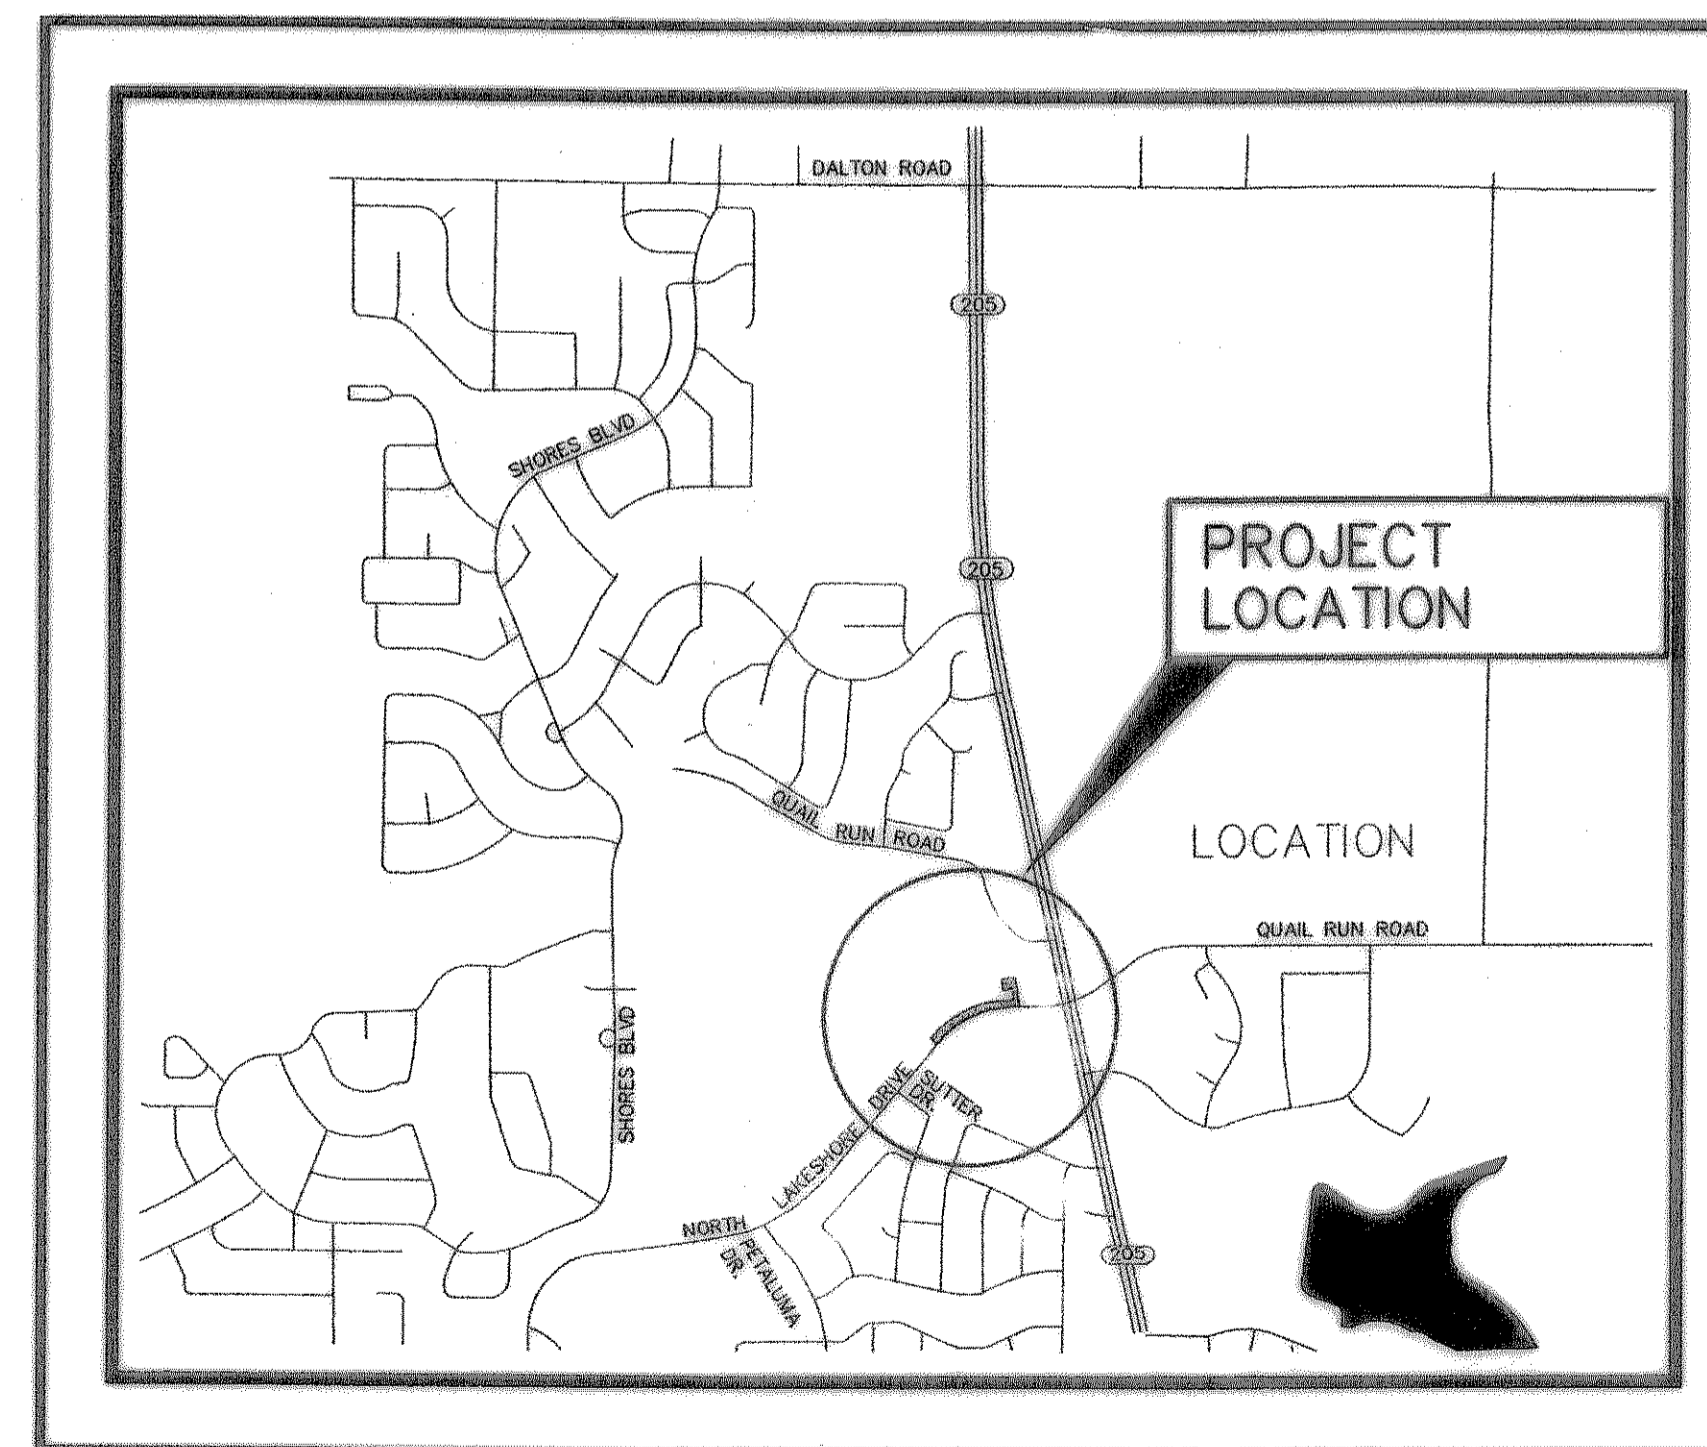 DALTON ROAD
205
SHORES BLVD
205
PROJECT
LOCATION
QUAIL RUN ROAD
LOCATION
QUAIL RUN ROAD
SHORES BLVD
NORTH LAKESHORE DRIVE
SUTTER
DR.
PETALUMA
DR.
205